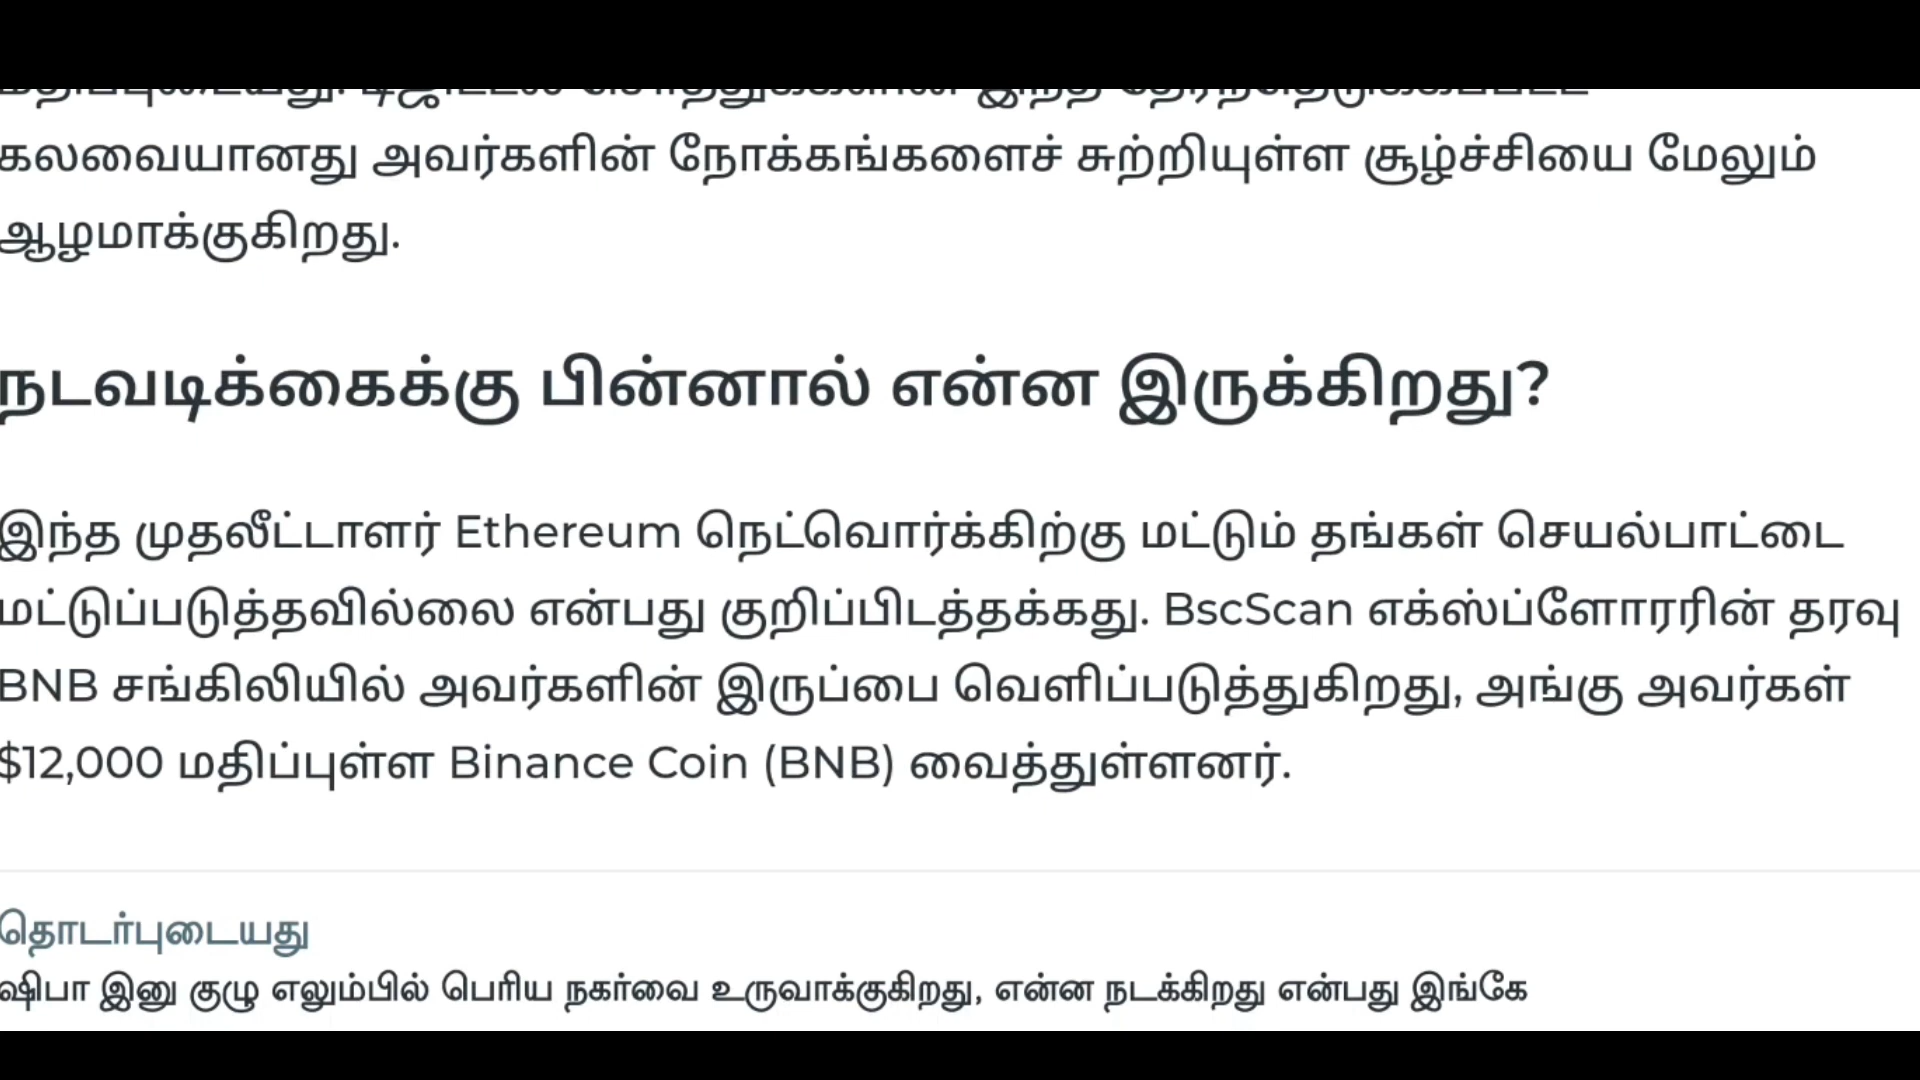 கலவையானது அவர்களின் நோக்கங்களைச் சுற்றியுள்ள சூழ்ச்சியை மேலும்
ஆழமாக்குகிறது.
நடவடிக்கைக்கு பின்னால் என்ன இருக்கிறது?
இந்த முதலீட்டாளர் Ethereum நெட்வொர்க்கிற்கு மட்டும் தங்கள் செயல்பாட்டை
மட்டுப்படுத்தவில்லை என்பது குறிப்பிடத்தக்கது. BscScan எக்ஸ்ப்ளோரரின் தரவு
BNB சங்கிலியில் அவர்களின் இருப்பை வெளிப்படுத்துகிறது, அங்கு அவர்கள்
$12,000 மதிப்புள்ள Binance Coin (BNB) வைத்துள்ளனர்.
தொடர்புடையது
ஷிபா இனு குழு எலும்பில் பெரிய நகர்வை உருவாக்குகிறது, என்ன நடக்கிறது என்பது இங்கே